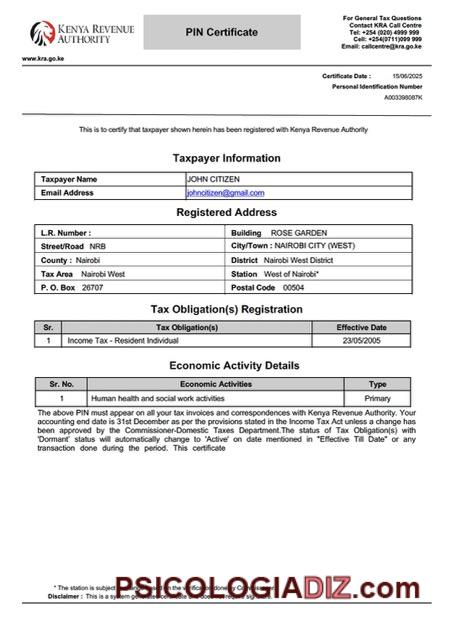 KENYA REVENUE
AUTHORITY
PIN Certificate
For General Tax Questions
Contact KRA Call Centre
Tel: +254 (020) 4999 999
Cell: +254(0711)099 999
Email: callcentre@kra.go.ke
www.kra.go.ke
Certificate Date : 15/06/2025
Personal Identification Number
A003398087K
This is to certify that taxpayer shown herein has been registered with Kenya Revenue Authority
Taxpayer Information
Taxpayer Name JOHN CITIZEN
Email Address johncitizen@gmail.com
Registered Address
L.R. Number : Building ROSE GARDEN
Street/Road NRB City/Town : NAIROBI CITY (WEST)
County : Nairobi District Nairobi West District
Tax Area Nairobi West Station West of Nairobi*
P. O. Box 26707 Postal Code 00504
Tax Obligation(s) Registration
Sr. Tax Obligation(s) Effective Date
1 Income Tax - Resident Individual 23/05/2005
Economic Activity Details
Sr. No. Economic Activities Type
1 Human health and social work activities Primary
The above PIN must appear on all your tax invoices and correspondences with Kenya Revenue Authority. Your
accounting end date is 31st December as per the provisions stated in the Income Tax Act unless a change has
been approved by the Commissioner-Domestic Taxes Department.The status of Tax Obligation(s) with
'Dormant' status will automatically change to 'Active' on date mentioned in "Effective Till Date" or any
transaction done during the period. This certificate
* The station is subject
Disclaimer : This is a system
PSICOLOGIADIZ.com